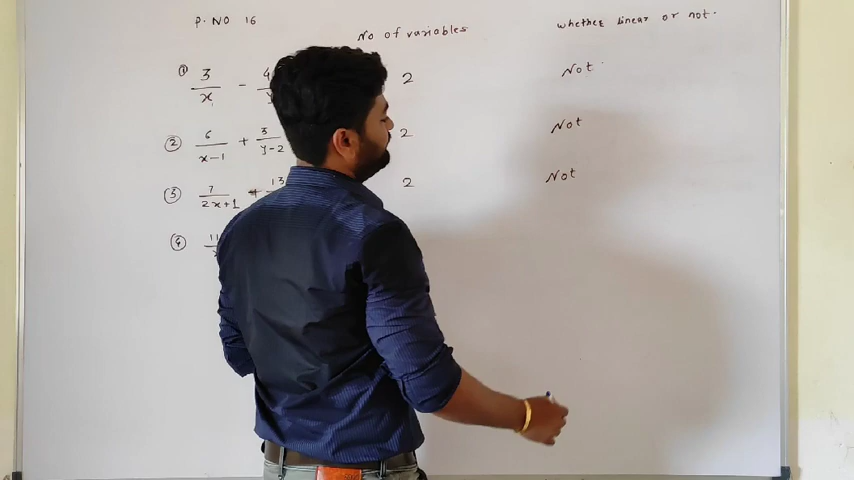 P. NO 16
No of variables
whether linear or not.
① 3/x - 4/ 2 Not
② 6/x-1 + 3/y-2 2 Not
③ 7/2x+1 + 13 2 Not
④ 11